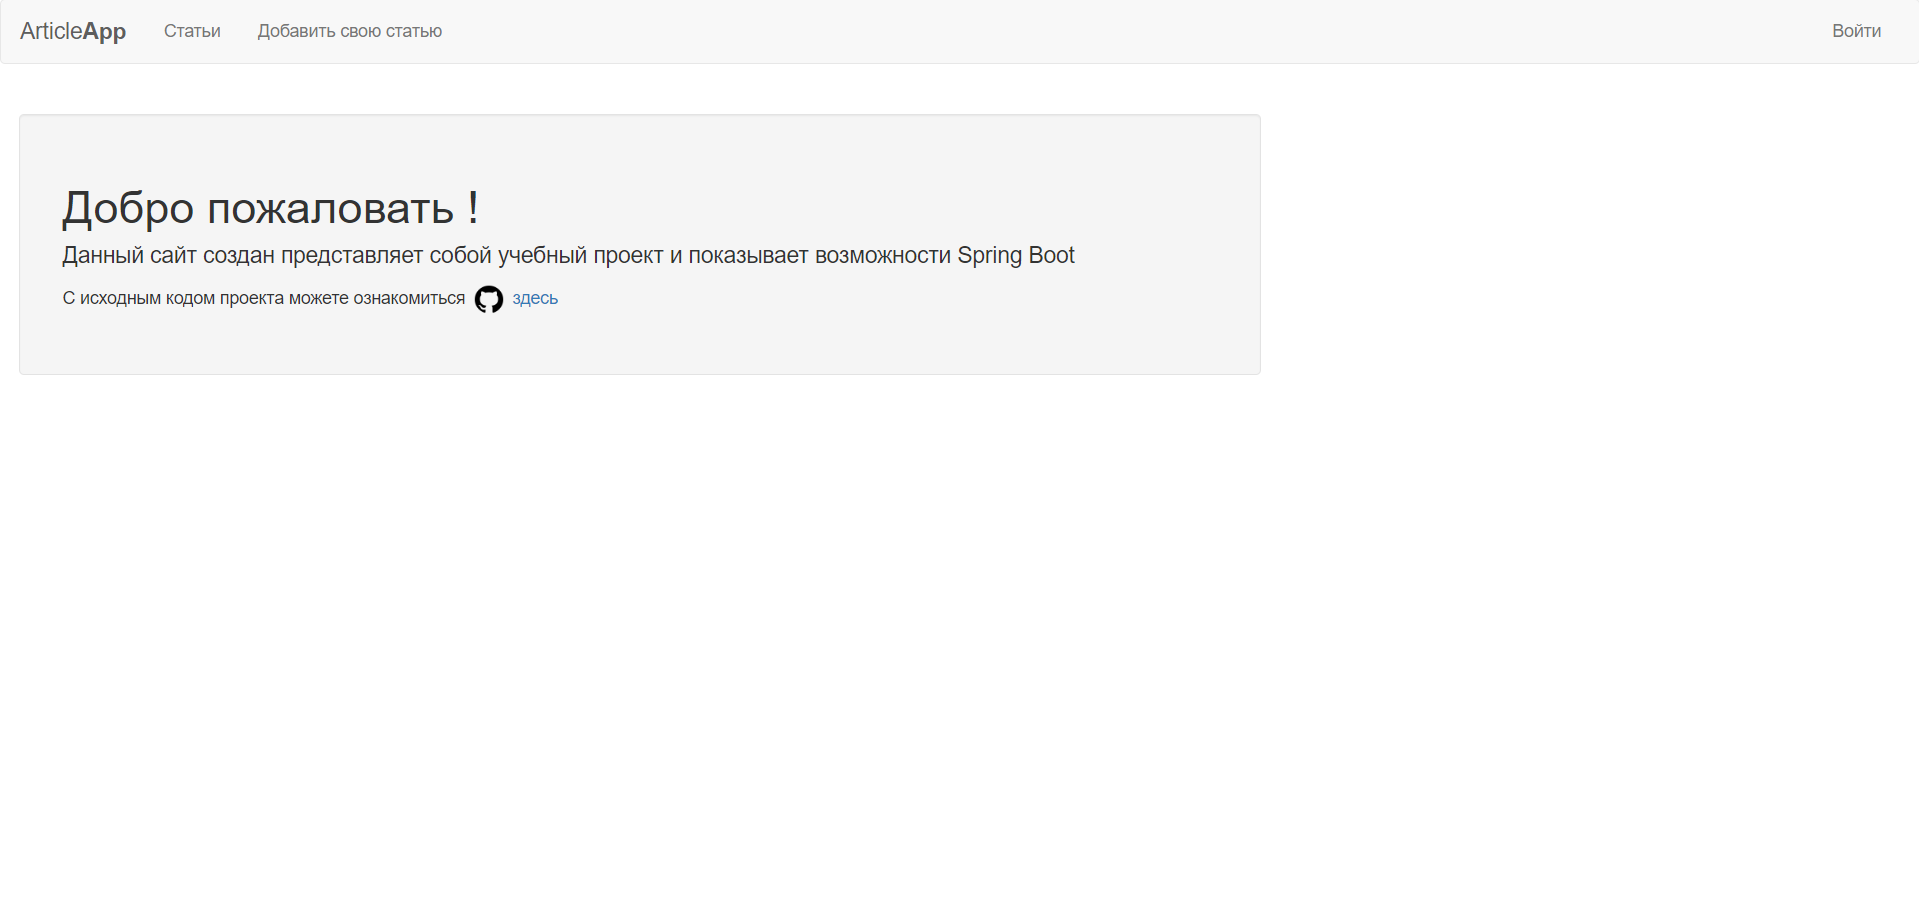 ArticleApp Статьи Добавить свою статью Войти
Добро пожаловать !
Данный сайт создан представляет собой учебный проект и показывает возможности Spring Boot
С исходным кодом проекта можете ознакомиться здесь